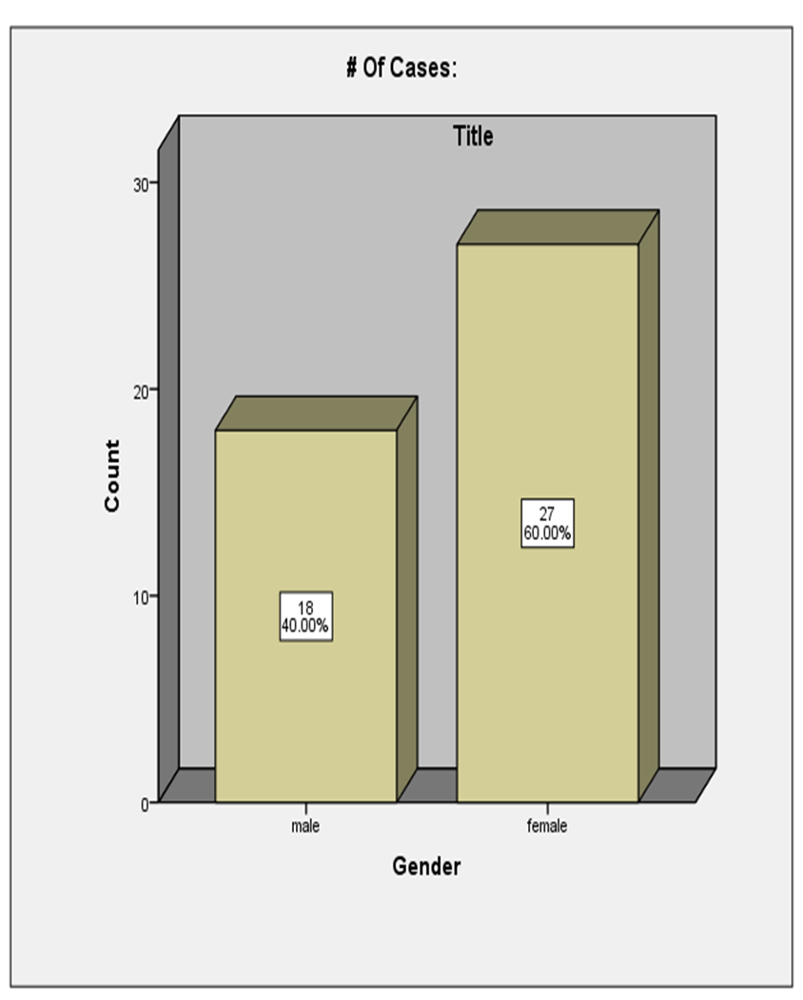 # Of Cases:
Title
30
20
10
0
Count
18
40.00%
27
60.00%
male
female
Gender